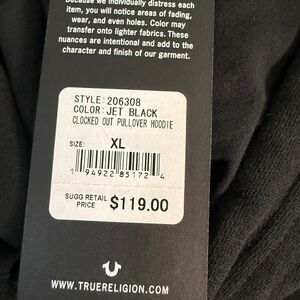 Because we individually distress each
item, you will notice areas of fading,
wear, and even holes. Color may
transfer onto lighter fabrics. These
nuances are intentional and add to the
character and finish of our garment.
STYLE:206308
COLOR:JET BLACK
CLOCKED OUT PULLOVER HOODIE
SIZE: XL
1 94922 85172 4
SUGG RETAIL
PRICE $119.00
WWW.TRUERELIGION.COM